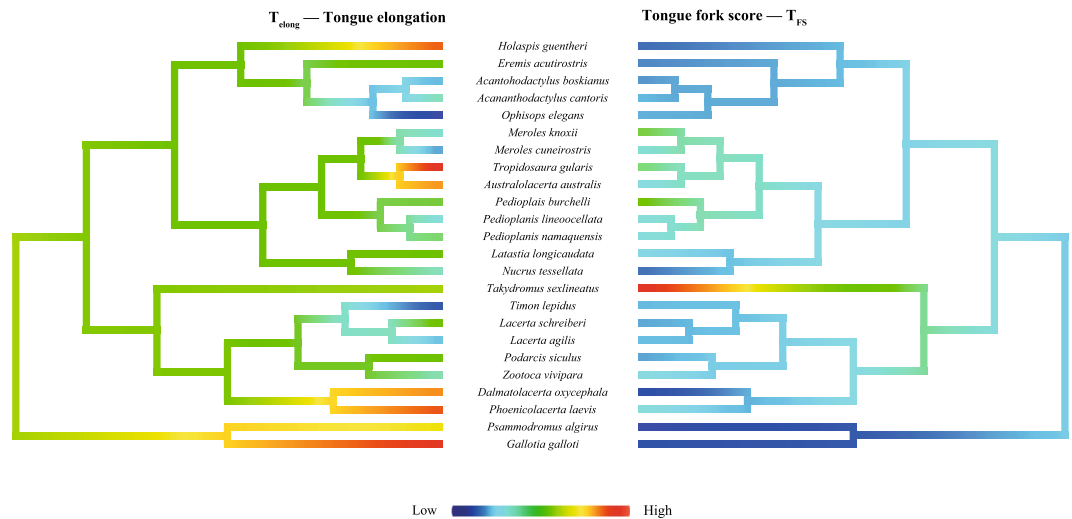 Telong — Tongue elongation
Tongue fork score — TFS
Holaspis guentheri
Eremis acutirostris
Acantohodactylus boskianus
Acananthodactylus cantoris
Ophisops elegans
Meroles knoxii
Meroles cuneirostris
Tropidosaura gularis
Australolacerta australis
Pedioplais burchelli
Pedioplanis lineoocellata
Pedioplanis namaquensis
Latastia longicaudata
Nucrus tessellata
Takydromus sexlineatus
Timon lepidus
Lacerta schreiberi
Lacerta agilis
Podarcis siculus
Zootoca vivipara
Dalmatolacerta oxycephala
Phoenicolacerta laevis
Psammodromus algirus
Gallotia galloti
Low High